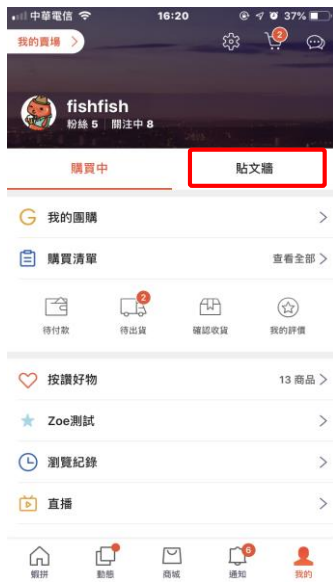 中華電信 16:20 37%
我的賣場 > 2
fishfish
粉絲 5 | 關注中 8
購買中 貼文牆
我的團購 >
購買清單 查看全部 >
2
待付款 待出貨 確認收貨 我的評價
按讚好物 13 商品 >
Zoe測試 >
瀏覽紀錄 >
直播 >
6
蝦拼 動態 商城 通知 我的